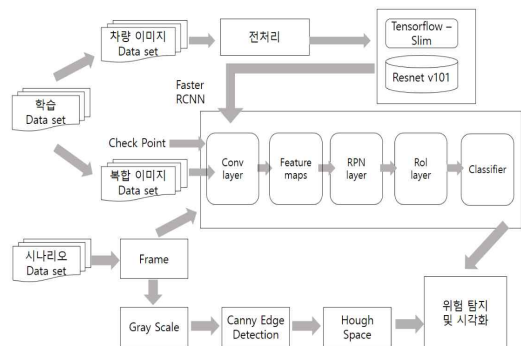 차량 이미지
Data set
전처리
Tensorflow –
Slim
Resnet v101
학습
Data set
Faster
RCNN
Check Point
복합 이미지
Data set
Conv
layer
Feature
maps
RPN
layer
RoI
layer
Classifier
시나리오
Data set
Frame
Gray Scale
Canny Edge
Detection
Hough
Space
위험 탐지
및 시각화